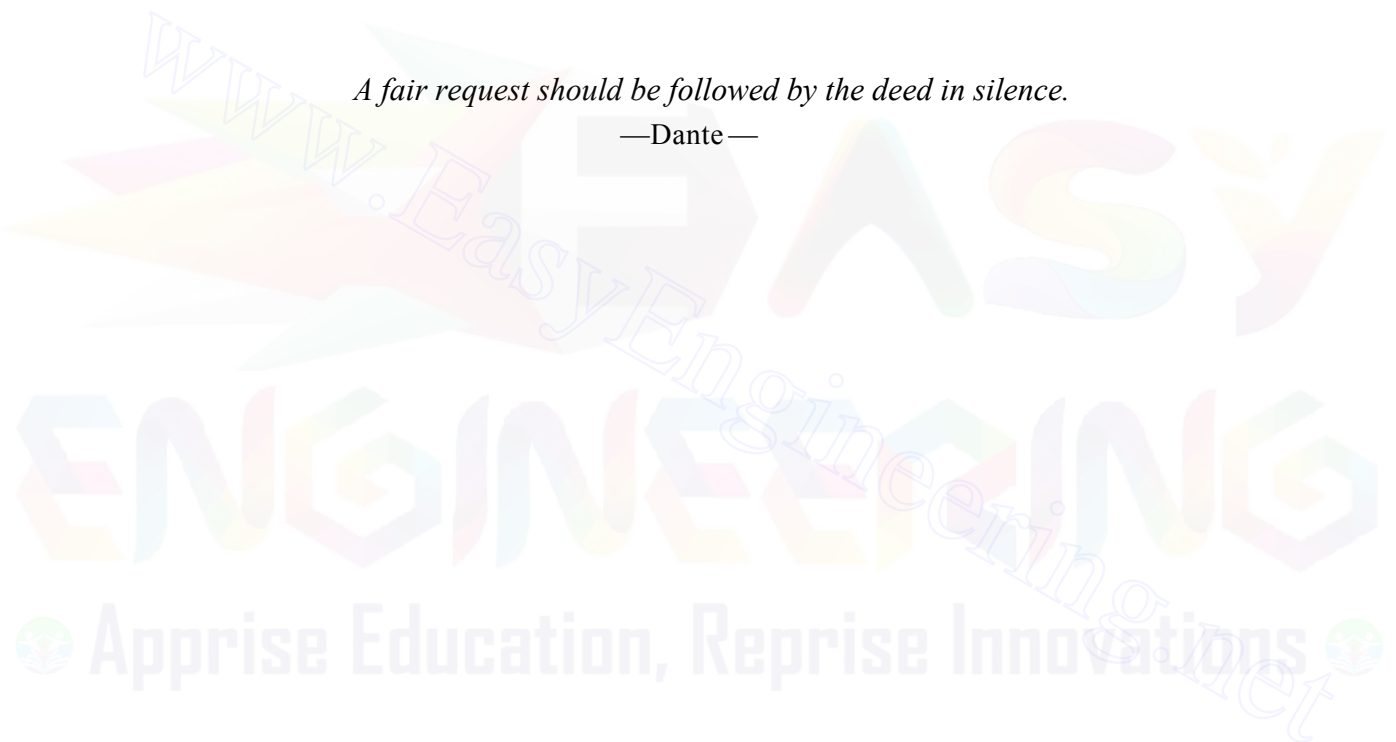 A fair request should be followed by the deed in silence.
—Dante—
www.EasyEngineering.net
EASY
ENGINEERING
Apprise Education, Reprise Innovations